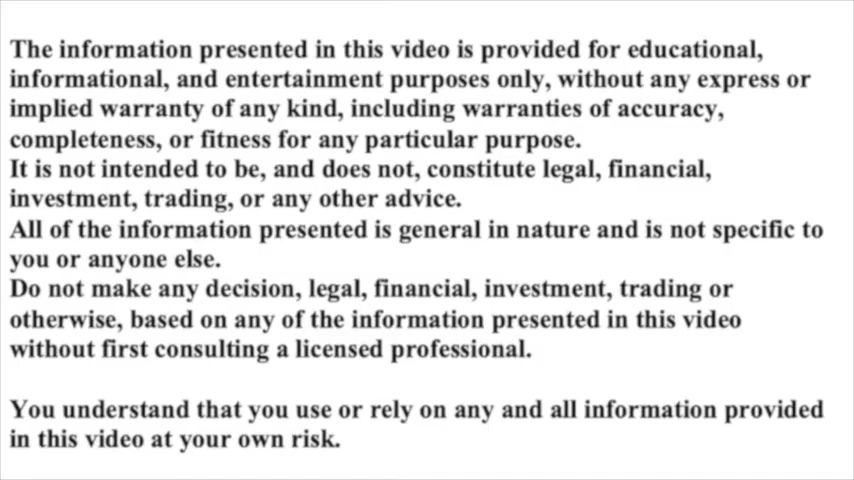 The information presented in this video is provided for educational,
informational, and entertainment purposes only, without any express or
implied warranty of any kind, including warranties of accuracy,
completeness, or fitness for any particular purpose.
It is not intended to be, and does not, constitute legal, financial,
investment, trading, or any other advice.
All of the information presented is general in nature and is not specific to
you or anyone else.
Do not make any decision, legal, financial, investment, trading or
otherwise, based on any of the information presented in this video
without first consulting a licensed professional.
You understand that you use or rely on any and all information provided
in this video at your own risk.